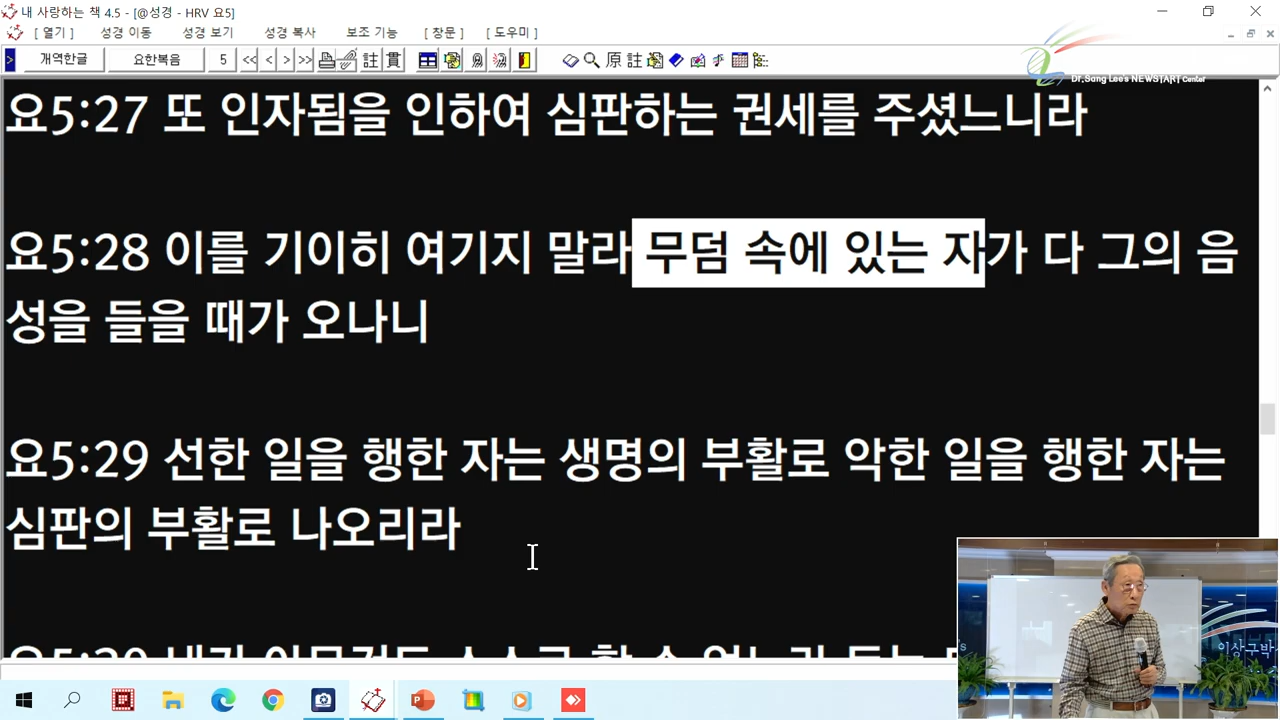 내 사랑하는 책 4.5 - [@성경 - HRV 요5]
[ 열기 ] 성경 이동 성경 보기 성경 복사 보조 기능 [ 창문 ] [ 도우미 ]
> 개역한글 요한복음 5 << < > >> 註 貫 原 註
Dr.Sang Lee's NEWSTART Center
요5:27 또 인자됨을 인하여 심판하는 권세를 주셨느니라
요5:28 이를 기이히 여기지 말라 무덤 속에 있는 자가 다 그의 음
성을 들을 때가 오나니
요5:29 선한 일을 행한 자는 생명의 부활로 악한 일을 행한 자는
심판의 부활로 나오리라
이상구박